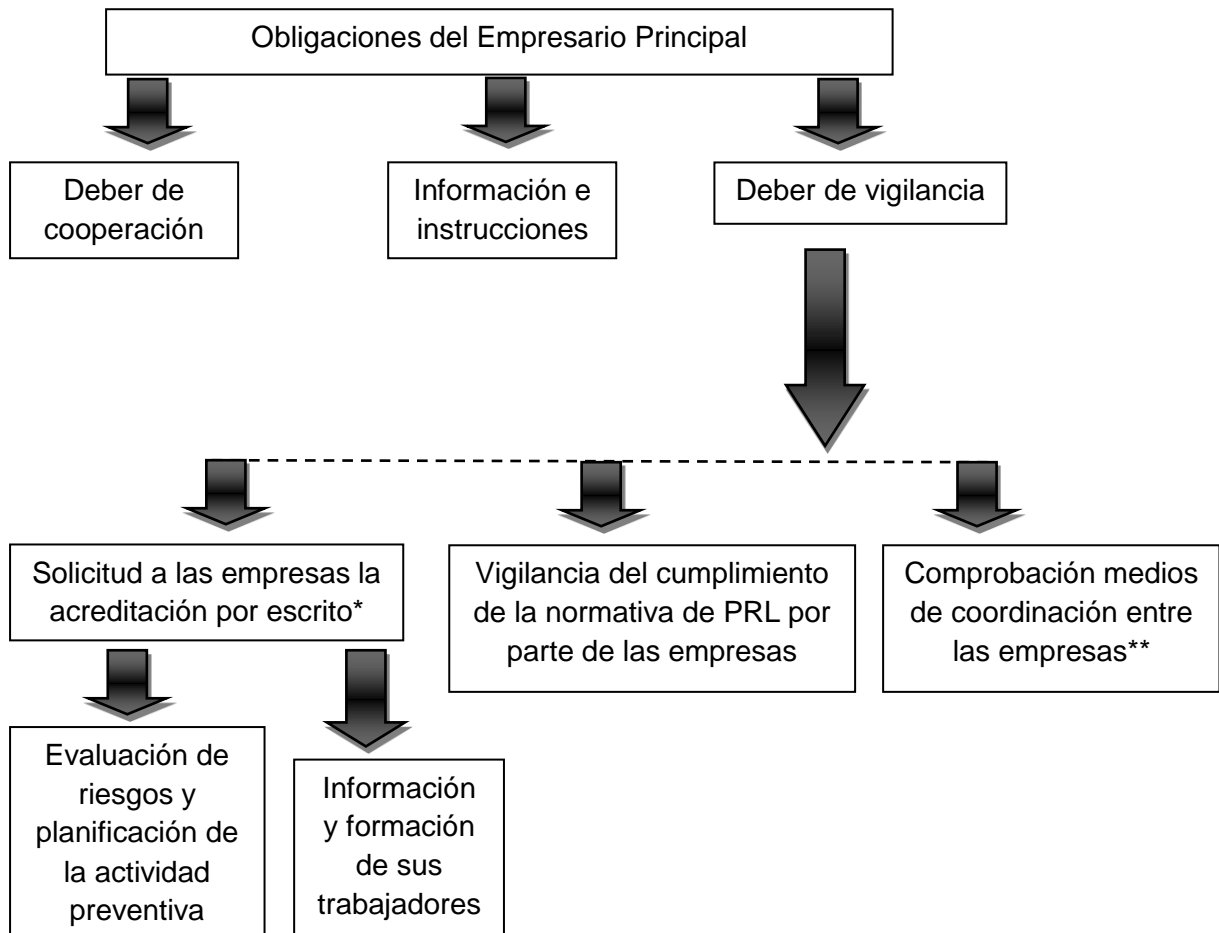 Obligaciones del Empresario Principal
Deber de
cooperación
Información e
instrucciones
Deber de vigilancia
Solicitud a las empresas la
acreditación por escrito*
Vigilancia del cumplimiento
de la normativa de PRL por
parte de las empresas
Comprobación medios
de coordinación entre
las empresas**
Evaluación de
riesgos y
planificación de
la actividad
preventiva
Información
y formación
de sus
trabajadores